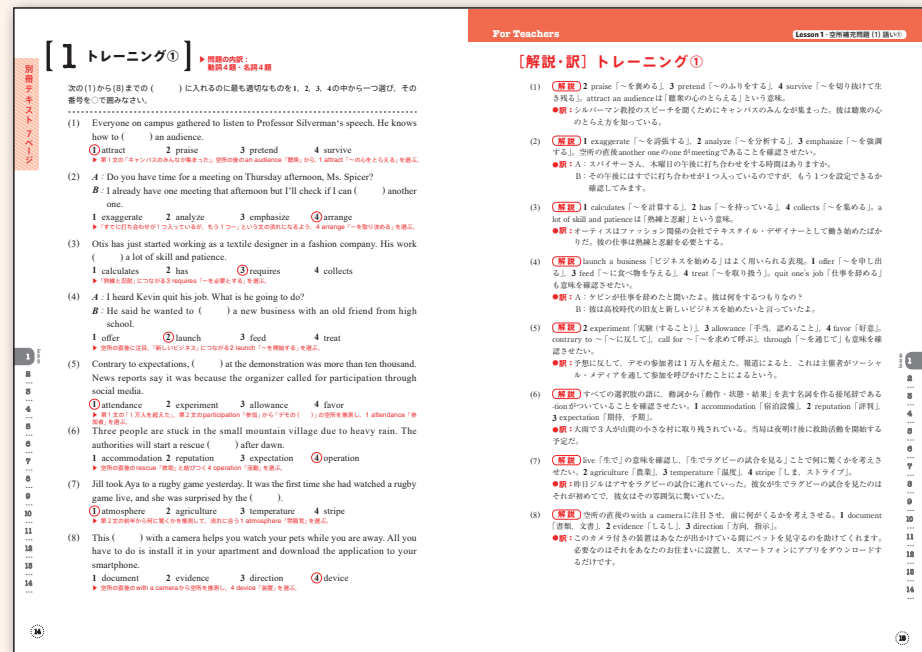 別冊テキスト 7ページ
[1 トレーニング①]
▶ 問題の内訳：
動詞4題・名詞4題
次の(1)から(8)までの (　　) に入れるのに最も適切なものを1, 2, 3, 4の中から一つ選び、その
番号を○で囲みなさい。
(1) Everyone on campus gathered to listen to Professor Silverman's speech. He knows
how to (　　) an audience.
1 attract 2 praise 3 pretend 4 survive
▶ 第1文の「キャンパスのみんなが集まった」、空所の後のan audience「聴衆」から、1 attract「〜の心をとらえる」を選ぶ。
(2) A : Do you have time for a meeting on Thursday afternoon, Ms. Spicer?
B : I already have one meeting that afternoon but I'll check if I can (　　) another
one.
1 exaggerate 2 analyze 3 emphasize 4 arrange
▶「すでに打ち合わせが1つ入っているが、もう1つ〜」という文の流れになるよう、4 arrange「〜を取り決める」を選ぶ。
(3) Otis has just started working as a textile designer in a fashion company. His work
(　　) a lot of skill and patience.
1 calculates 2 has 3 requires 4 collects
▶「熟練と忍耐」につながる3 requires「〜を必要とする」を選ぶ。
(4) A : I heard Kevin quit his job. What is he going to do?
B : He said he wanted to (　　) a new business with an old friend from high
school.
1 offer 2 launch 3 feed 4 treat
▶ 空所の直後に注目。「新しいビジネス」につながる2 launch「〜を開始する」を選ぶ。
(5) Contrary to expectations, (　　) at the demonstration was more than ten thousand.
News reports say it was because the organizer called for participation through
social media.
1 attendance 2 experiment 3 allowance 4 favor
▶ 第1文の「1万人を超えた」、第2文のparticipation「参加」から「デモの（　）」の空所を推測し、1 attendance「参
加者」を選ぶ。
(6) Three people are stuck in the small mountain village due to heavy rain. The
authorities will start a rescue (　　) after dawn.
1 accommodation 2 reputation 3 expectation 4 operation
▶ 空所の直前のrescue「救助」と結びつく4 operation「活動」を選ぶ。
(7) Jill took Aya to a rugby game yesterday. It was the first time she had watched a rugby
game live, and she was surprised by the (　　).
1 atmosphere 2 agriculture 3 temperature 4 stripe
▶ 第2文の前半から何に驚くかを推測して、流れに合う1 atmosphere「雰囲気」を選ぶ。
(8) This (　　) with a camera helps you watch your pets while you are away. All you
have to do is install it in your apartment and download the application to your
smartphone.
1 document 2 evidence 3 direction 4 device
▶ 空所の直後のwith a cameraから空所を推測し、4 device「装置」を選ぶ。
1
2
3
4
5
6
7
8
9
10
11
12
13
14
14
For Teachers
Lesson 1 - 空所補充問題 (1) 語い①
[解説・訳] トレーニング①
(1) 解説 2 praise「〜を褒める」、3 pretend「〜のふりをする」、4 survive「〜を切り抜けて生
き残る」。attract an audienceは「聴衆の心のとらえる」という意味。
●訳：シルバーマン教授のスピーチを聞くためにキャンパスのみんなが集まった。彼は聴衆の心
のとらえ方を知っている。
(2) 解説 1 exaggerate「〜を誇張する」、2 analyze「〜を分析する」、3 emphasize「〜を強調
する」。空所の直後another oneのoneがmeetingであることを確認させたい。
●訳：A：スパイサーさん、木曜日の午後に打ち合わせをする時間はありますか。
B：その午後にはすでに打ち合わせが1つ入っているのですが、もう1つを設定できるか
確認してみます。
(3) 解説 1 calculates「〜を計算する」、2 has「〜を持っている」、4 collects「〜を集める」。a
lot of skill and patienceは「熟練と忍耐」という意味。
●訳：オーティスはファッション関係の会社でテキスタイル・デザイナーとして働き始めたばか
りだ。彼の仕事は熟練と忍耐を必要とする。
(4) 解説 launch a business「ビジネスを始める」はよく用いられる表現。1 offer「〜を申し出
る」、3 feed「〜に食べ物を与える」、4 treat「〜を取り扱う」。quit one's job「仕事を辞める」
も意味を確認させたい。
●訳：A：ケビンが仕事を辞めたと聞いたよ。彼は何をするつもりなの？
B：彼は高校時代の旧友と新しいビジネスを始めたいと言っていたよ。
(5) 解説 2 experiment「実験（すること）」、3 allowance「手当、認めること」、4 favor「好意」。
contrary to 〜「〜に反して」、call for 〜「〜を求めて呼ぶ」、through「〜を通じて」も意味を確
認させたい。
●訳：予想に反して、デモの参加者は1万人を超えた。報道によると、これは主催者がソーシャ
ル・メディアを通して参加を呼びかけたことによるという。
(6) 解説 すべての選択肢の語に、動詞から「動作・状態・結果」を表す名詞を作る接尾辞である
-tionがついていることを確認させたい。1 accommodation「宿泊設備」、2 reputation「評判」、
3 expectation「期待、予期」。
●訳：大雨で3人が山間の小さな村に取り残されている。当局は夜明け後に救助活動を開始する
予定だ。
(7) 解説 live「生で」の意味を確認し、「生でラグビーの試合を見る」ことで何に驚くかを考えさ
せたい。2 agriculture「農業」、3 temperature「温度」、4 stripe「しま、ストライプ」。
●訳：昨日ジルはアヤをラグビーの試合に連れていった。彼女が生でラグビーの試合を見たのは
それが初めてで、彼女はその雰囲気に驚いていた。
(8) 解説 空所の直後のwith a cameraに注目させ、前に何がくるかを考えさせる。1 document
「書類、文書」、2 evidence「しるし」、3 direction「方向、指示」。
●訳：このカメラ付きの装置はあなたが出かけている間にペットを見守るのを助けてくれます。
必要なのはそれをあなたのお住まいに設置し、スマートフォンにアプリをダウンロードす
るだけです。
1
2
3
4
5
6
7
8
9
10
11
12
13
14
15